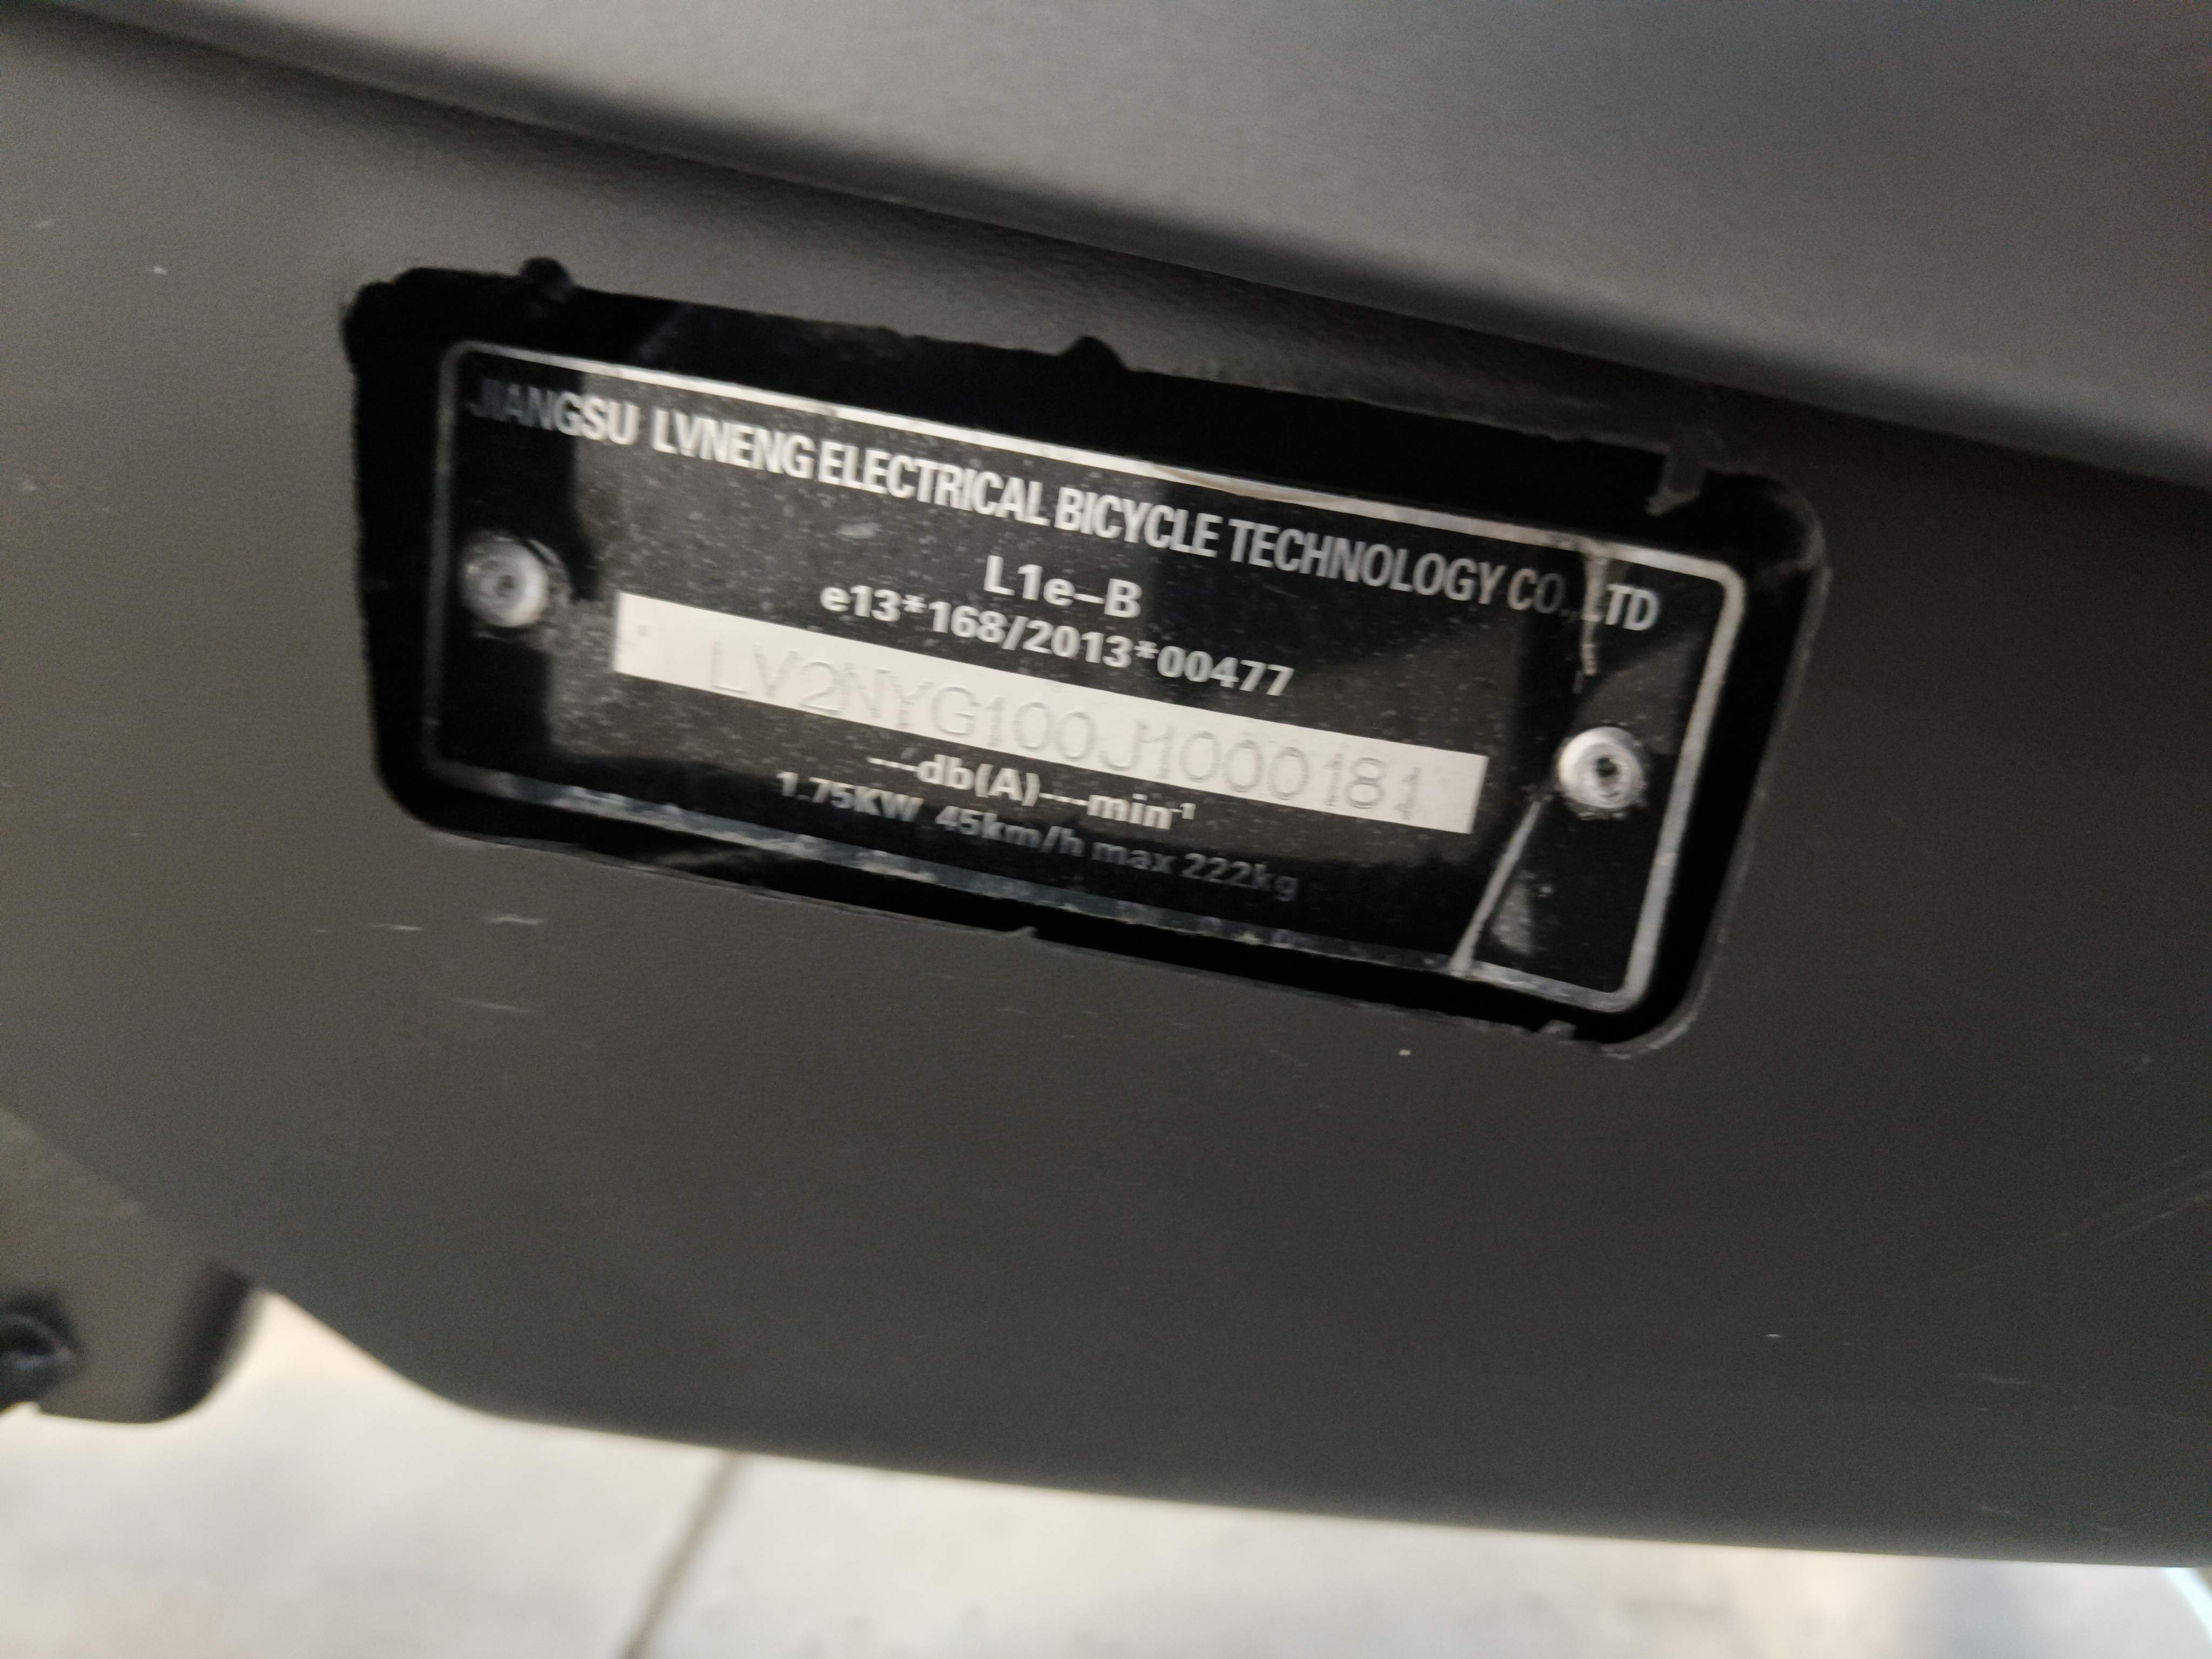 JIANGSU LVNENG ELECTRICAL BICYCLE TECHNOLOGY CO., LTD
L1e-B
e13*168/2013*00477
LV2NYG100J1000181
---db(A)---min-1
1.75KW 45km/h max 222kg